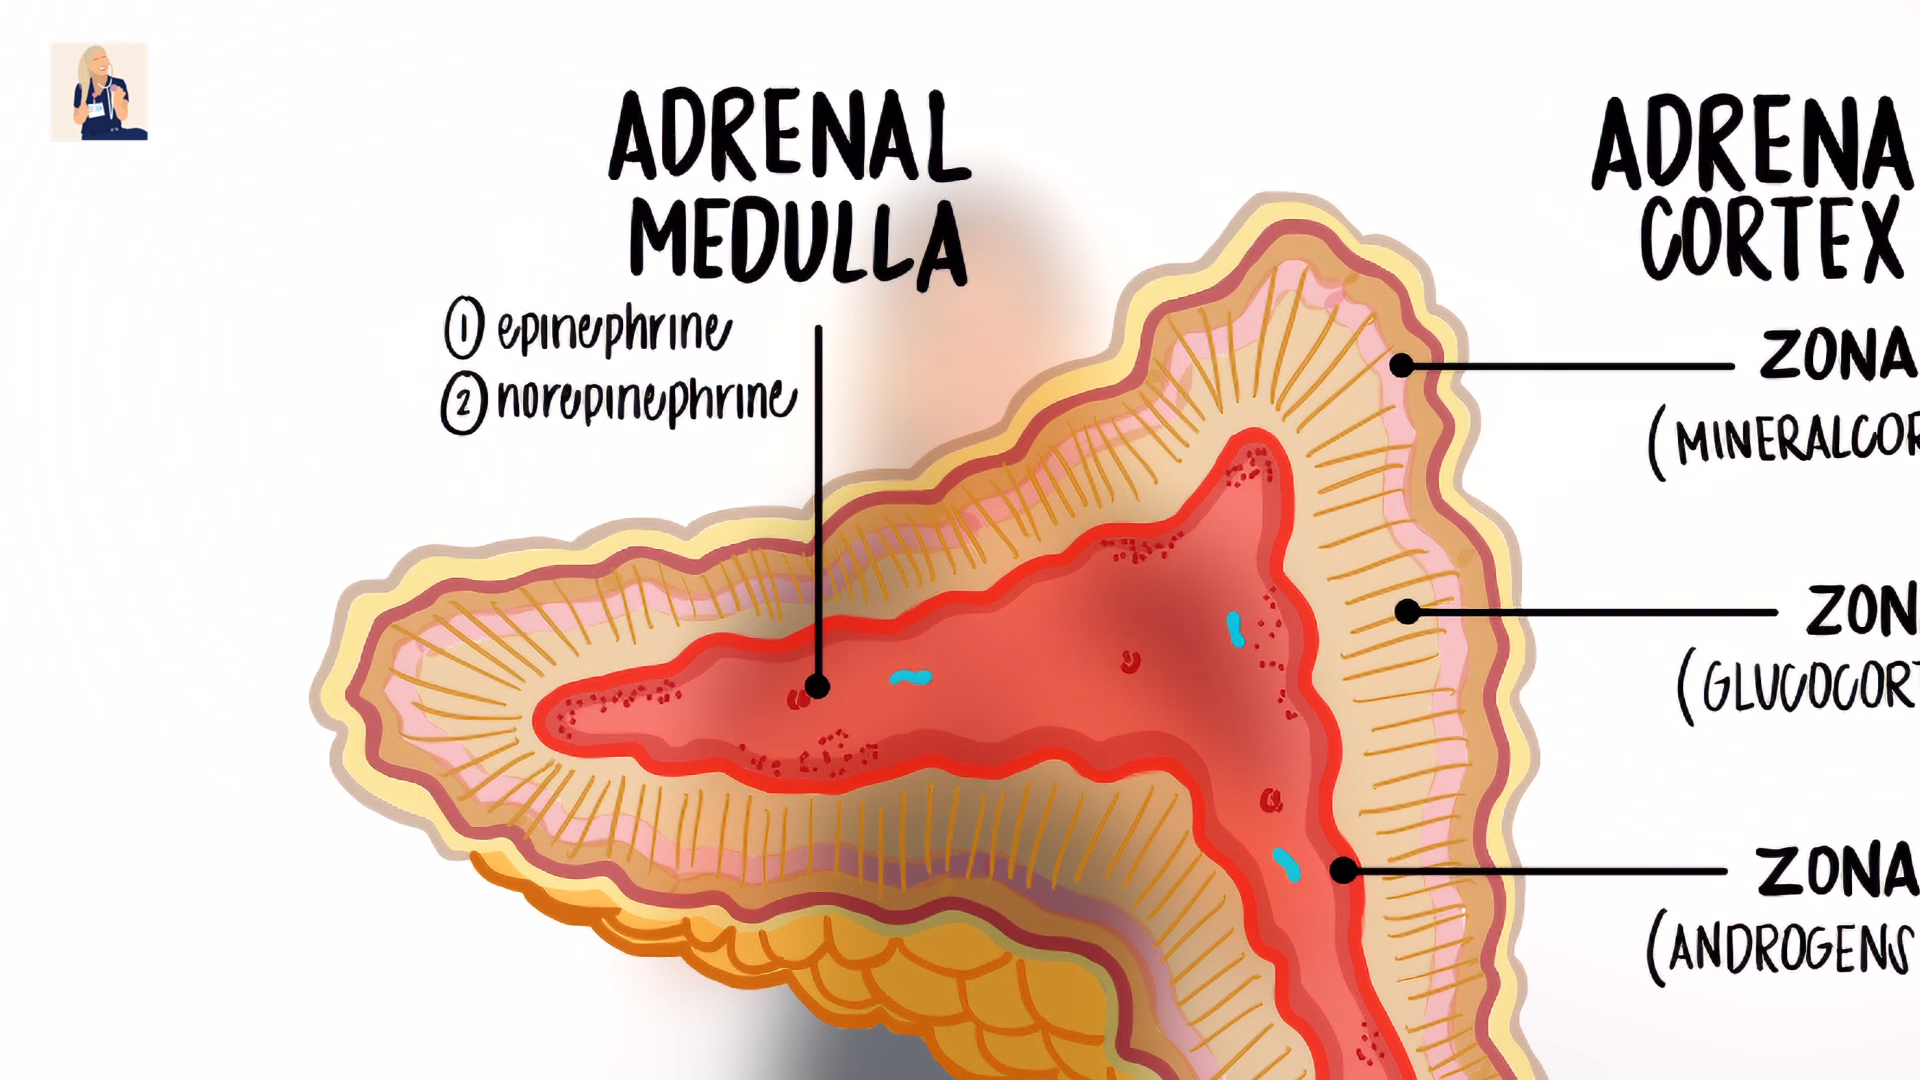 ADRENAL
MEDULLA
① epinephrine
② norepinephrine
ADRENA
CORTEX
ZONA
(MINERALCOR
ZON
(GLUCOCORT
ZONA
(ANDROGENS